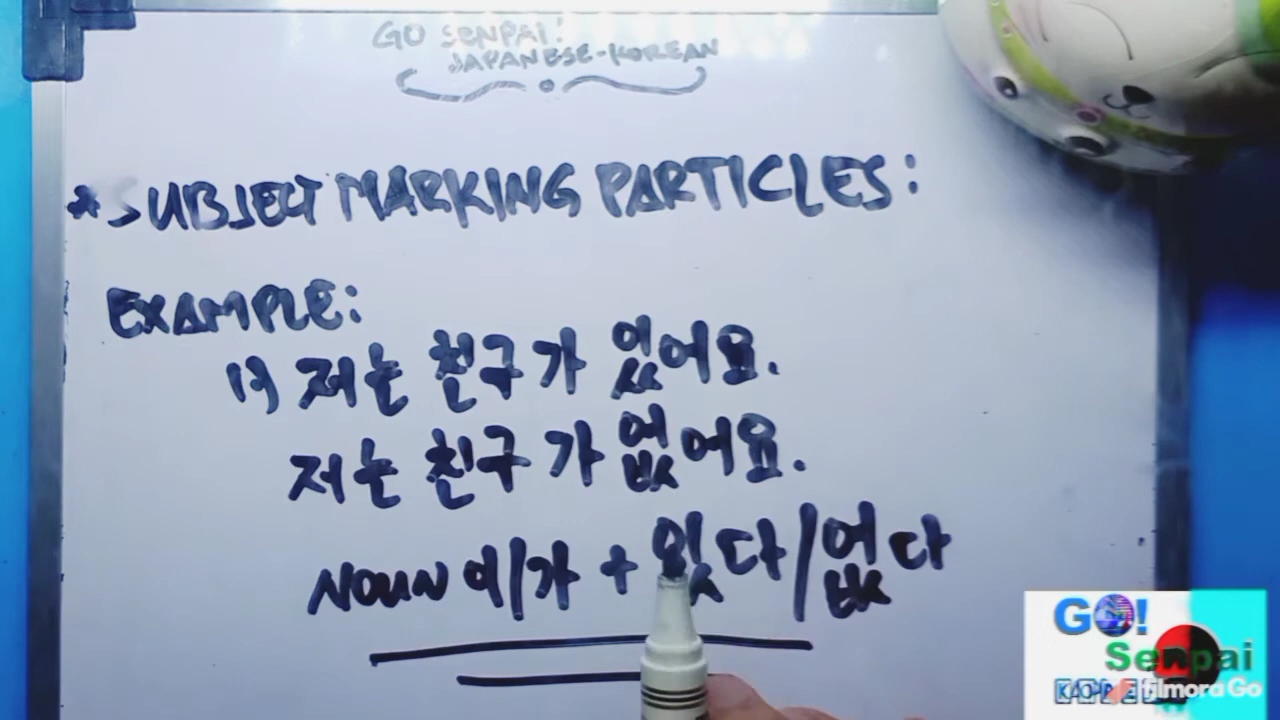 GO SENPAI:
JAPANESE-KOREAN
*SUBJECT MARKING PARTICLES:
EXAMPLE:
1) 저는 친구가 있어요.
저는 친구가 없어요.
NOUN 이/가 + 있다/없다
GO!
Senpai
filmora Go